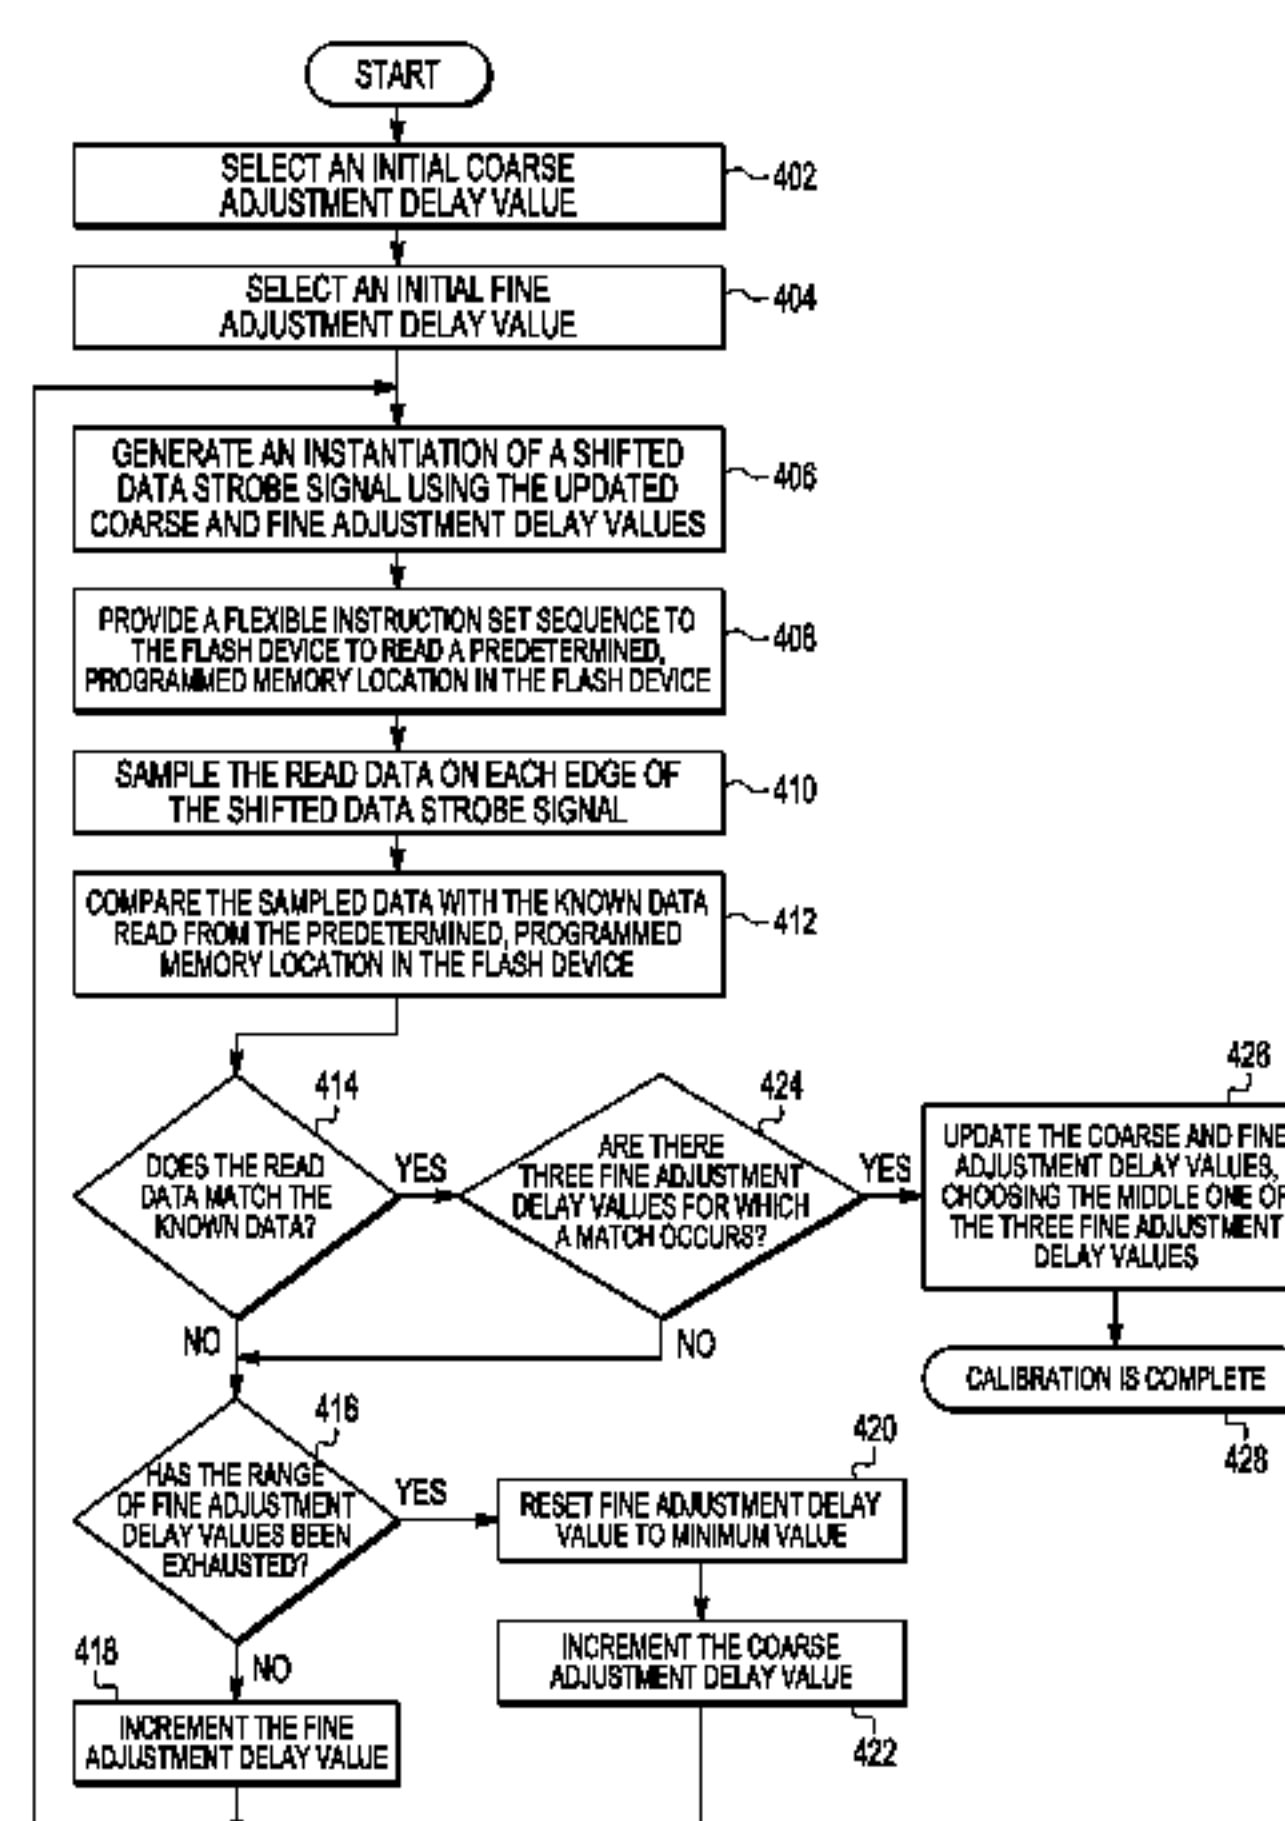 START
SELECT AN INITIAL COARSE
ADJUSTMENT DELAY VALUE
402
SELECT AN INITIAL FINE
ADJUSTMENT DELAY VALUE
404
GENERATE AN INSTANTIATION OF A SHIFTED
DATA STROBE SIGNAL USING THE UPDATED
COARSE AND FINE ADJUSTMENT DELAY VALUES
406
PROVIDE A FLEXIBLE INSTRUCTION SET SEQUENCE TO
THE FLASH DEVICE TO READ A PREDETERMINED,
PROGRAMMED MEMORY LOCATION IN THE FLASH DEVICE
408
SAMPLE THE READ DATA ON EACH EDGE OF
THE SHIFTED DATA STROBE SIGNAL
410
COMPARE THE SAMPLED DATA WITH THE KNOWN DATA
READ FROM THE PREDETERMINED, PROGRAMMED
MEMORY LOCATION IN THE FLASH DEVICE
412
414
DOES THE READ
DATA MATCH THE
KNOWN DATA?
YES
NO
424
ARE THERE
THREE FINE ADJUSTMENT
DELAY VALUES FOR WHICH
A MATCH OCCURS?
YES
NO
426
UPDATE THE COARSE AND FINE
ADJUSTMENT DELAY VALUES,
CHOOSING THE MIDDLE ONE OF
THE THREE FINE ADJUSTMENT
DELAY VALUES
CALIBRATION IS COMPLETE
428
416
HAS THE RANGE
OF FINE ADJUSTMENT
DELAY VALUES BEEN
EXHAUSTED?
YES
NO
420
RESET FINE ADJUSTMENT DELAY
VALUE TO MINIMUM VALUE
INCREMENT THE COARSE
ADJUSTMENT DELAY VALUE
422
418
INCREMENT THE FINE
ADJUSTMENT DELAY VALUE